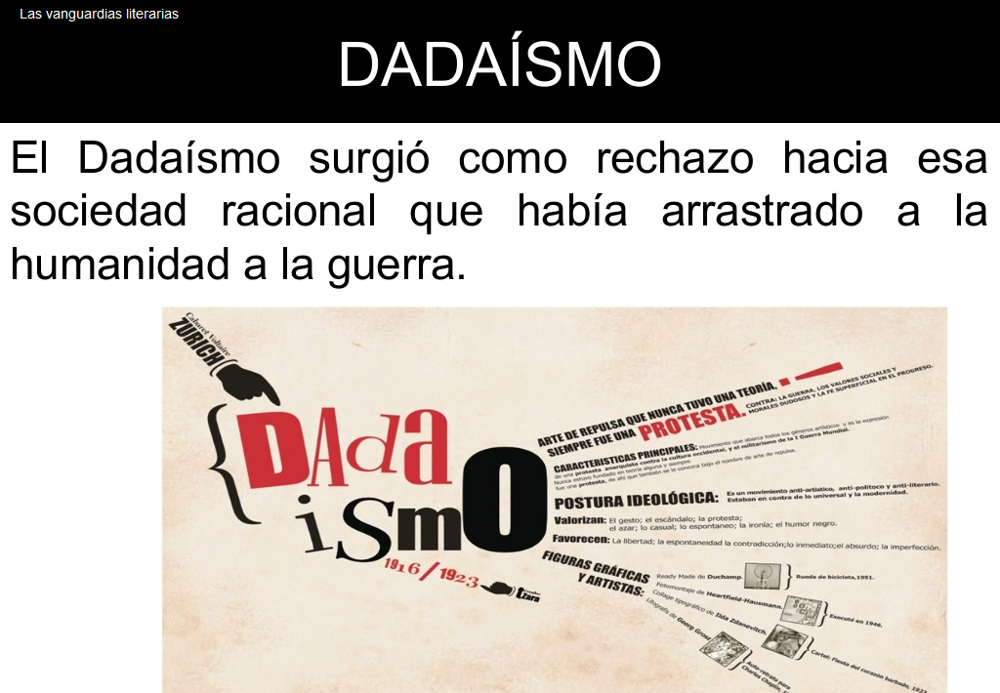 Las vanguardias literarias
DADAÍSMO
El Dadaísmo surgió como rechazo hacia esa
sociedad racional que había arrastrado a la
humanidad a la guerra.
Cabaret Voltaire
ZURICH
DAdada
ismO
1916/1923
tzara
ARTE DE REPULSA QUE NUNCA TUVO UNA TEORÍA.
SIEMPRE FUE UNA PROTESTA.
CONTRA: LA GUERRA, LOS VALORES SOCIALES Y
MORALES DUDOSOS Y LA FE SUPERFICIAL EN EL PROGRESO.
CARACTERISTICAS PRINCIPALES: Movimiento que abarca todos los géneros artísticos y es la expresión
de una protesta anarquista contra la cultura occidental, y el militarismo de la I Guerra Mundial.
Nunca estuvo fundado en teoría alguna y siempre
fue una protesta, de ahí que también se le conozca bajo el nombre de arte de repulsa.
POSTURA IDEOLÓGICA: Es un movimiento anti-artistico, anti-politoco y anti-literario.
Estaban en contra de lo universal y la modernidad.
Valorizan: El gesto; el escándalo; la protesta;
el azar; lo casual; lo espontaneo; la ironía; el humor negro.
Favorecen: La libertad; la espontaneidad la contradicción;lo inmediato;el absurdo; la imperfección.
FIGURAS GRÁFICAS
Y ARTISTAS:
Ready Made de Duchamp.
Rueda de bicicleta,1951.
Fotomontaje de Heartfield-Hausmann.
Executé en 1946.
Collage tipográfico de Ilda Zdanevitch.
Cartel: Fiesta del corazón barbado,
Litografía de Georg Grosz
Auto-retrato para
Charles Chaplin,